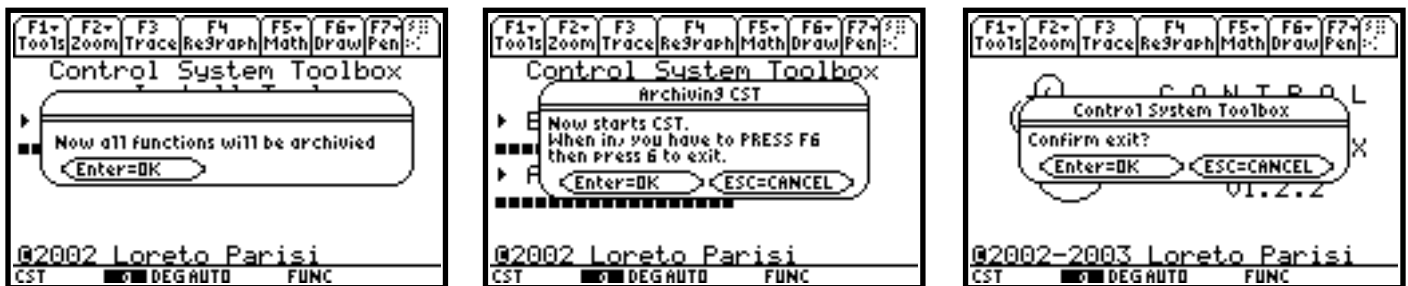 F1 F2 F3 F4 F5 F6 F7
Tools Zoom Trace ReGraph Math Draw Pen
Control System Toolbox
Now all functions will be archivied
Enter=OK
@2002 Loreto Parisi
CST DEG AUTO FUNC
F1 F2 F3 F4 F5 F6 F7
Tools Zoom Trace ReGraph Math Draw Pen
Control System Toolbox
Archiving CST
Now starts CST.
When in, you have to PRESS F6
then press 6 to exit.
Enter=OK ESC=CANCEL
@2002 Loreto Parisi
CST DEG AUTO FUNC
F1 F2 F3 F4 F5 F6 F7
Tools Zoom Trace ReGraph Math Draw Pen
CONTROL
Control System Toolbox
Confirm exit?
Enter=OK ESC=CANCEL
v1.2.2
@2002-2003 Loreto Parisi
CST DEG AUTO FUNC